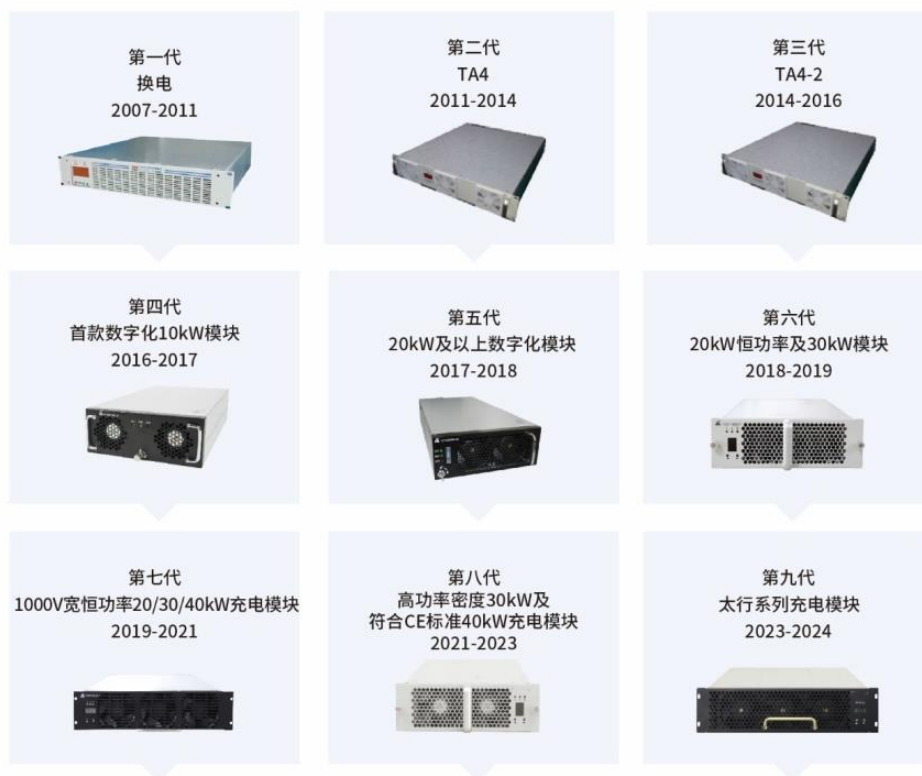 第一代
换电
2007-2011
第二代
TA4
2011-2014
第三代
TA4-2
2014-2016
第四代
首款数字化10kW模块
2016-2017
第五代
20kW及以上数字化模块
2017-2018
第六代
20kW恒功率及30kW模块
2018-2019
第七代
1000V宽恒功率20/30/40kW充电模块
2019-2021
第八代
高功率密度30kW及
符合CE标准40kW充电模块
2021-2023
第九代
太行系列充电模块
2023-2024